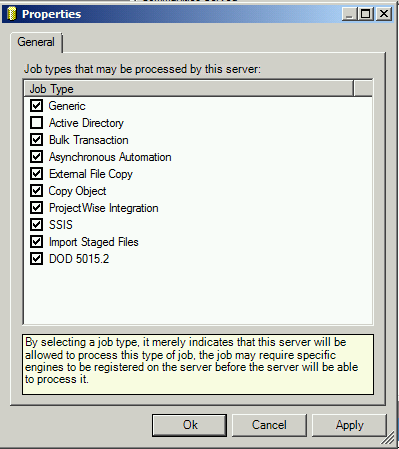 Properties
General
Job types that may be processed by this server:
Job Type
Generic
Active Directory
Bulk Transaction
Asynchronous Automation
External File Copy
Copy Object
ProjectWise Integration
SSIS
Import Staged Files
DOD 5015.2
By selecting a job type, it merely indicates that this server will be
allowed to process this type of job, the job may require specific
engines to be registered on the server before the server will be able
to process it.
Ok Cancel Apply